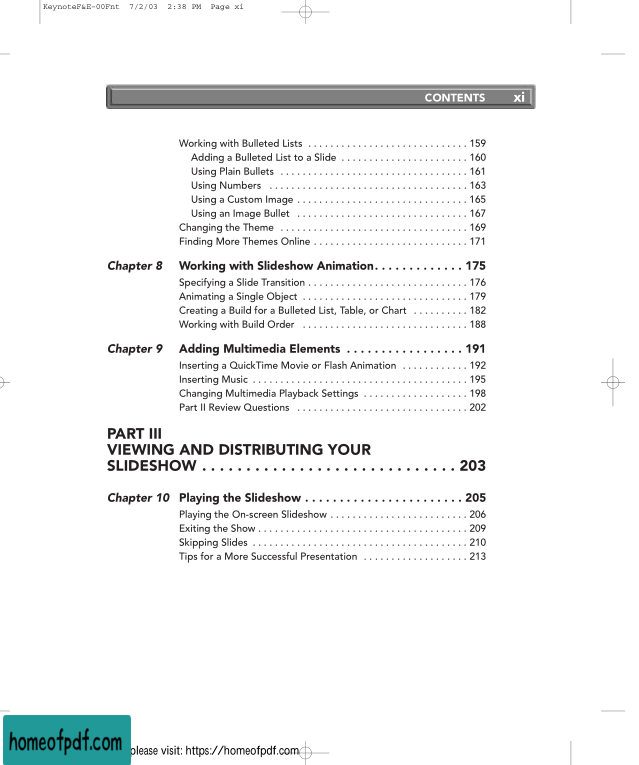 KeynoteF&E-00Fnt 7/2/03 2:38 PM Page xi
CONTENTS xi
Working with Bulleted Lists . . . . . . . . . . . . . . . . . . . . . . . . . . . . . 159
Adding a Bulleted List to a Slide . . . . . . . . . . . . . . . . . . . . . . . 160
Using Plain Bullets . . . . . . . . . . . . . . . . . . . . . . . . . . . . . . . . . . 161
Using Numbers . . . . . . . . . . . . . . . . . . . . . . . . . . . . . . . . . . . . 163
Using a Custom Image . . . . . . . . . . . . . . . . . . . . . . . . . . . . . . . 165
Using an Image Bullet . . . . . . . . . . . . . . . . . . . . . . . . . . . . . . . 167
Changing the Theme . . . . . . . . . . . . . . . . . . . . . . . . . . . . . . . . . . 169
Finding More Themes Online . . . . . . . . . . . . . . . . . . . . . . . . . . . . 171
Chapter 8 Working with Slideshow Animation. . . . . . . . . . . . . 175
Specifying a Slide Transition . . . . . . . . . . . . . . . . . . . . . . . . . . . . . 176
Animating a Single Object . . . . . . . . . . . . . . . . . . . . . . . . . . . . . . 179
Creating a Build for a Bulleted List, Table, or Chart . . . . . . . . . . 182
Working with Build Order . . . . . . . . . . . . . . . . . . . . . . . . . . . . . . 188
Chapter 9 Adding Multimedia Elements . . . . . . . . . . . . . . . . . 191
Inserting a QuickTime Movie or Flash Animation . . . . . . . . . . . . 192
Inserting Music . . . . . . . . . . . . . . . . . . . . . . . . . . . . . . . . . . . . . . . 195
Changing Multimedia Playback Settings . . . . . . . . . . . . . . . . . . . 198
Part II Review Questions . . . . . . . . . . . . . . . . . . . . . . . . . . . . . . . 202
PART III
VIEWING AND DISTRIBUTING YOUR
SLIDESHOW . . . . . . . . . . . . . . . . . . . . . . . . . . . . . 203
Chapter 10 Playing the Slideshow . . . . . . . . . . . . . . . . . . . . . . . 205
Playing the On-screen Slideshow . . . . . . . . . . . . . . . . . . . . . . . . . 206
Exiting the Show . . . . . . . . . . . . . . . . . . . . . . . . . . . . . . . . . . . . . . 209
Skipping Slides . . . . . . . . . . . . . . . . . . . . . . . . . . . . . . . . . . . . . . . 210
Tips for a More Successful Presentation . . . . . . . . . . . . . . . . . . . 213
homeofpdf.com
please visit: https://homeofpdf.com